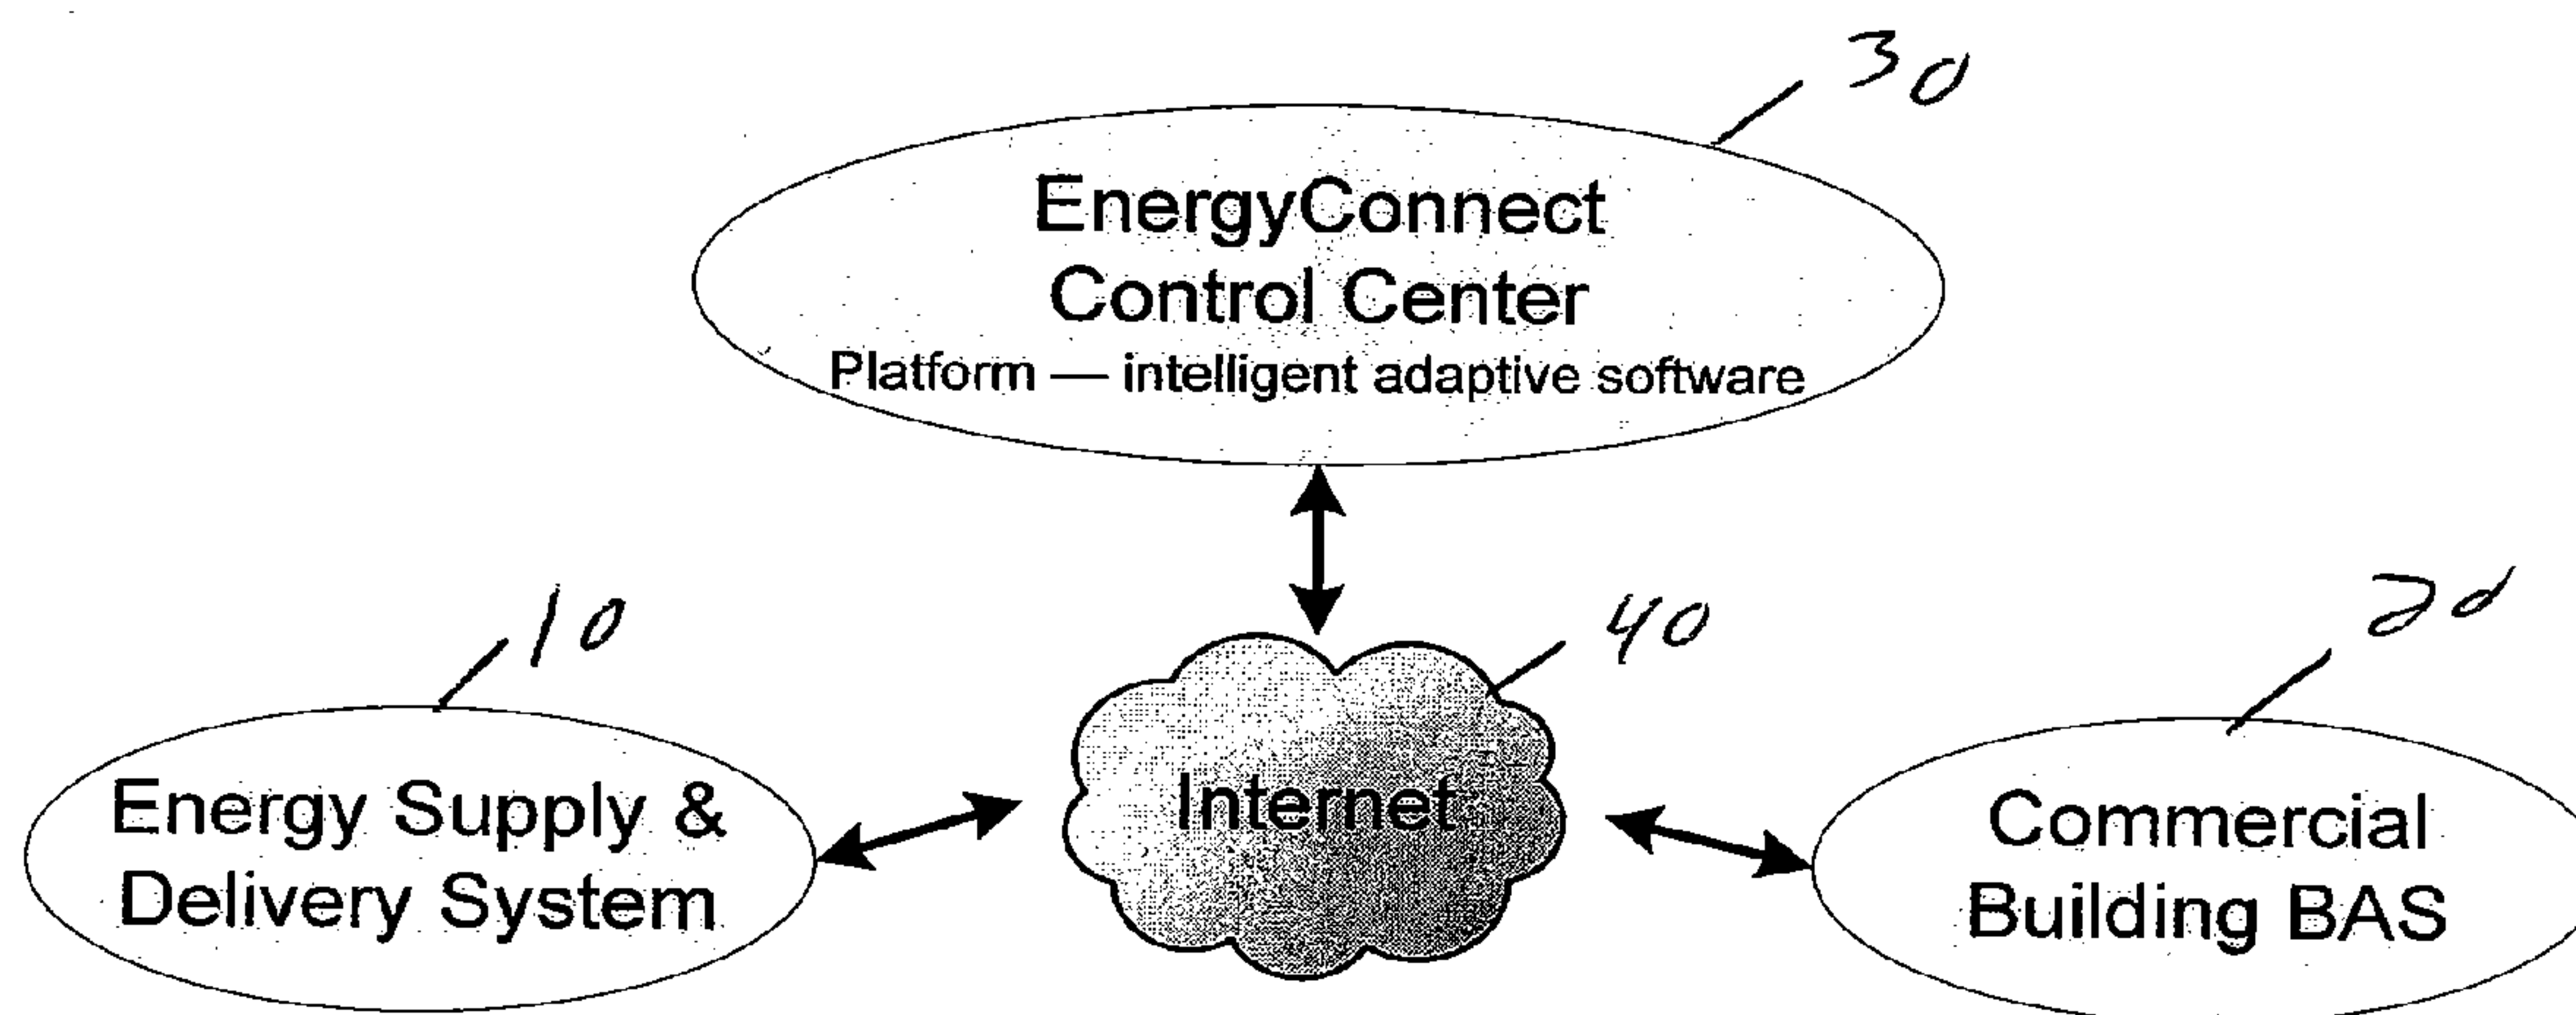 30
EnergyConnect
Control Center
Platform — intelligent adaptive software
10
40
20
Energy Supply &
Delivery System
Internet
Commercial
Building BAS